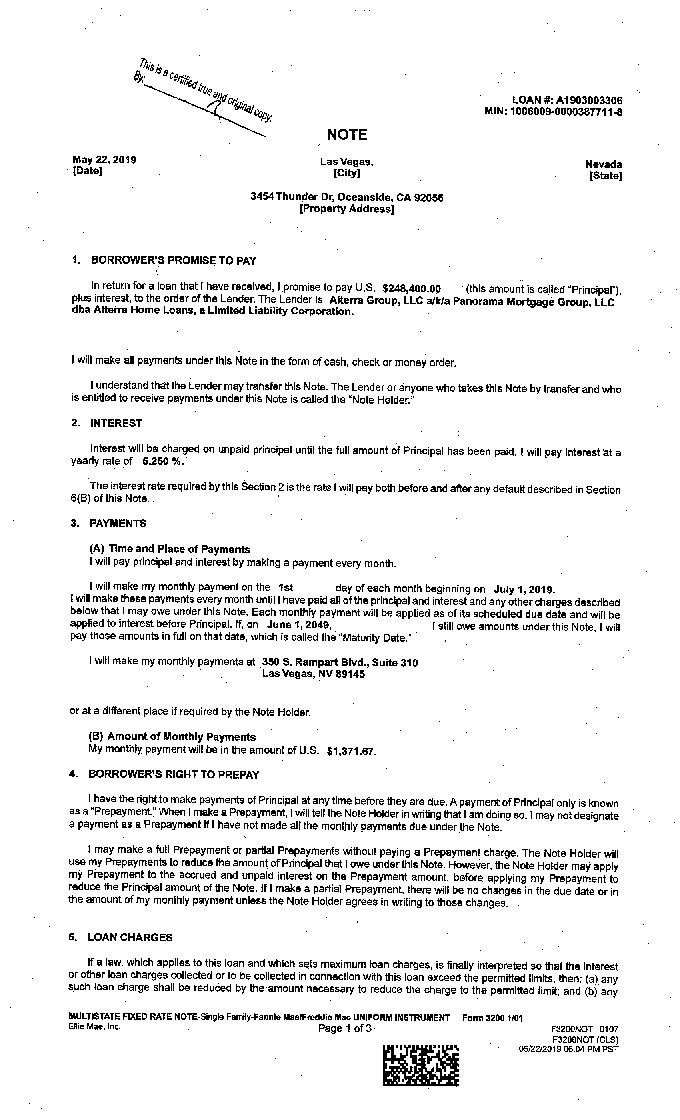 This is a certified true and original copy.
By:
LOAN #: A1903003306
MIN: 1006009-0000387711-8
NOTE
May 22, 2019
[Date]
Las Vegas,
[City]
Nevada
[State]
3454 Thunder Dr, Oceanside, CA 92056
[Property Address]
1. BORROWER'S PROMISE TO PAY
In return for a loan that I have received, I promise to pay U.S. $248,400.00 (this amount is called "Principal"),
plus interest, to the order of the Lender. The Lender is Alterra Group, LLC a/k/a Panorama Mortgage Group, LLC
dba Alterra Home Loans, a Limited Liability Corporation.
I will make all payments under this Note in the form of cash, check or money order.
I understand that the Lender may transfer this Note. The Lender or anyone who takes this Note by transfer and who
is entitled to receive payments under this Note is called the "Note Holder."
2. INTEREST
Interest will be charged on unpaid principal until the full amount of Principal has been paid. I will pay interest at a
yearly rate of 5.250 %.
The interest rate required by this Section 2 is the rate I will pay both before and after any default described in Section
6(B) of this Note.
3. PAYMENTS
(A) Time and Place of Payments
I will pay principal and interest by making a payment every month.
I will make my monthly payment on the 1st day of each month beginning on July 1, 2019.
I will make these payments every month until I have paid all of the principal and interest and any other charges described
below that I may owe under this Note. Each monthly payment will be applied as of its scheduled due date and will be
applied to interest before Principal. If, on June 1, 2049, I still owe amounts under this Note, I will
pay those amounts in full on that date, which is called the "Maturity Date."
I will make my monthly payments at 350 S. Rampart Blvd., Suite 310
Las Vegas, NV 89145
or at a different place if required by the Note Holder.
(B) Amount of Monthly Payments
My monthly payment will be in the amount of U.S. $1,371.67.
4. BORROWER'S RIGHT TO PREPAY
I have the right to make payments of Principal at any time before they are due. A payment of Principal only is known
as a "Prepayment." When I make a Prepayment, I will tell the Note Holder in writing that I am doing so. I may not designate
a payment as a Prepayment if I have not made all the monthly payments due under the Note.
I may make a full Prepayment or partial Prepayments without paying a Prepayment charge. The Note Holder will
use my Prepayments to reduce the amount of Principal that I owe under this Note. However, the Note Holder may apply
my Prepayment to the accrued and unpaid interest on the Prepayment amount, before applying my Prepayment to
reduce the Principal amount of the Note. If I make a partial Prepayment, there will be no changes in the due date or in
the amount of my monthly payment unless the Note Holder agrees in writing to those changes.
5. LOAN CHARGES
If a law, which applies to this loan and which sets maximum loan charges, is finally interpreted so that the interest
or other loan charges collected or to be collected in connection with this loan exceed the permitted limits, then: (a) any
such loan charge shall be reduced by the amount necessary to reduce the charge to the permitted limit; and (b) any
MULTISTATE FIXED RATE NOTE-Single Family-Fannie Mae/Freddie Mac UNIFORM INSTRUMENT Form 3200 1/01
Ellie Mae, Inc.
Page 1 of 3
F3200NOT 0107
F3200NOT (CLS)
05/22/2019 06:04 PM PST